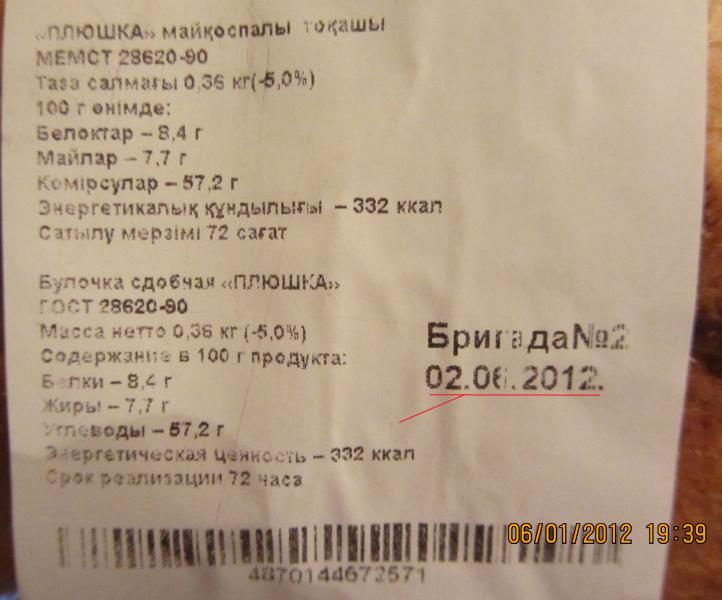 «ПЛЮШКА» майқоспалы тоқашы
МЕМСТ 28620-90
Таза салмағы 0,36 кг(-5,0%)
100 г өнімде:
Белоктар – 8,4 г
Майлар – 7,7 г
Көмірсулар – 57,2 г
Энергетикалық құндылығы – 332 ккал
Сатылу мерзімі 72 сағат
Булочка сдобная «ПЛЮШКА»
ГОСТ 28620-90
Масса нетто 0,36 кг (-5,0%)
Содержание в 100 г продукта:
Белки – 8,4 г
Жиры – 7,7 г
Углеводы – 57,2 г
Энергетическая ценность – 332 ккал
Срок реализации 72 часа
Бригада№2
02.06.2012.
4870144672571
06/01/2012 19:39